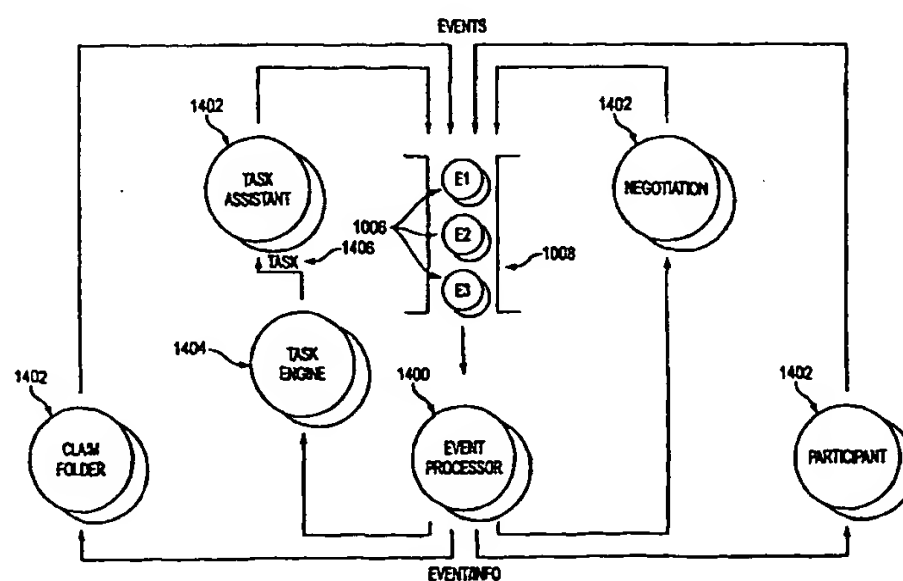 EVENTS
1402
1402
TASK
ASSISTANT
E1
NEGOTIATION
1006
E2
TASK
1406
1008
E3
1404
TASK
ENGINE
1402
1400
1402
CLAIM
FOLDER
EVENT
PROCESSOR
PARTICIPANT
EVENT/INFO